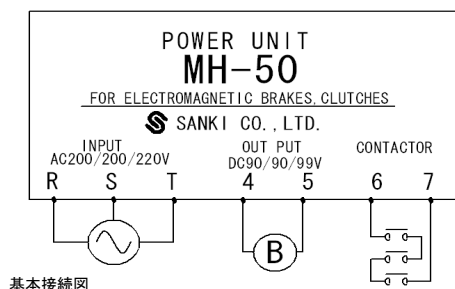 POWER UNIT
MH-50
FOR ELECTROMAGNETIC BRAKES,CLUTCHES
SANKI CO.,LTD.
INPUT
AC200/200/220V
OUT PUT
DC90/90/99V
CONTACTOR
R S T 4 5 6 7
B
基本接続図